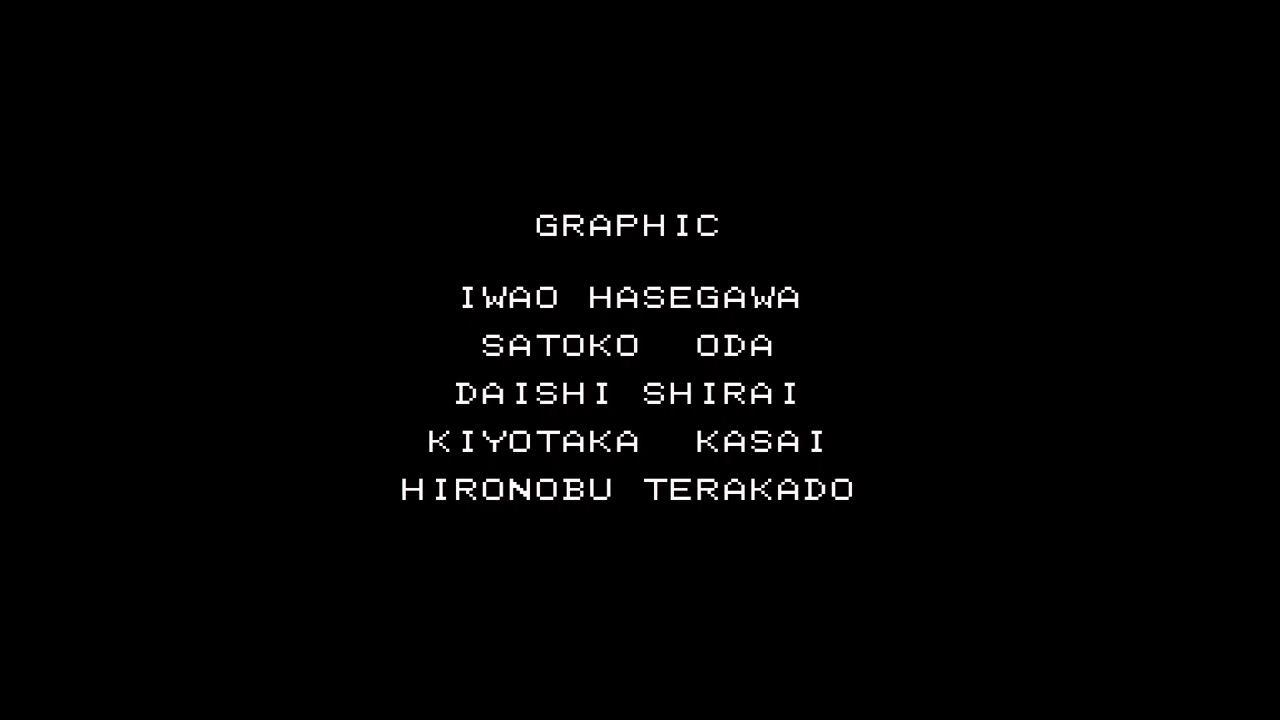 GRAPHIC
IWAO HASEGAWA
SATOKO  ODA
DAISHI SHIRAI
KIYOTAKA  KASAI
HIRONOBU TERAKADO